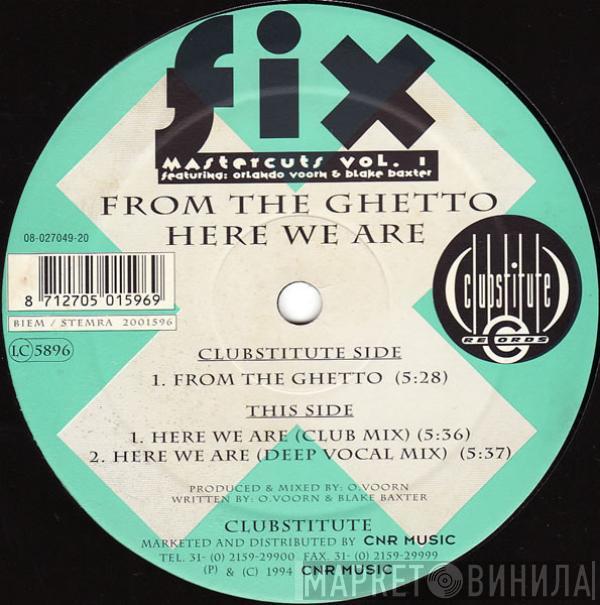 fix
Mastercuts vol. 1
featuring: orlando voorn & blake baxter
FROM THE GHETTO
HERE WE ARE
08-027049-20
8 712705 015969
BIEM / STEMRA 2001596
LC 5896
clubstitute
RECORDS
CLUBSTITUTE SIDE
1. FROM THE GHETTO (5:28)
THIS SIDE
1. HERE WE ARE (CLUB MIX) (5:36)
2. HERE WE ARE (DEEP VOCAL MIX) (5:37)
PRODUCED & MIXED BY: O.VOORN
WRITTEN BY: O.VOORN & BLAKE BAXTER
CLUBSTITUTE
MARKETED AND DISTRIBUTED BY CNR MUSIC
TEL. 31- (0) 2159-29900 FAX. 31- (0) 2159-29999
(P) & (C) 1994 CNR MUSIC
МАРКЕТ ВИНИЛА